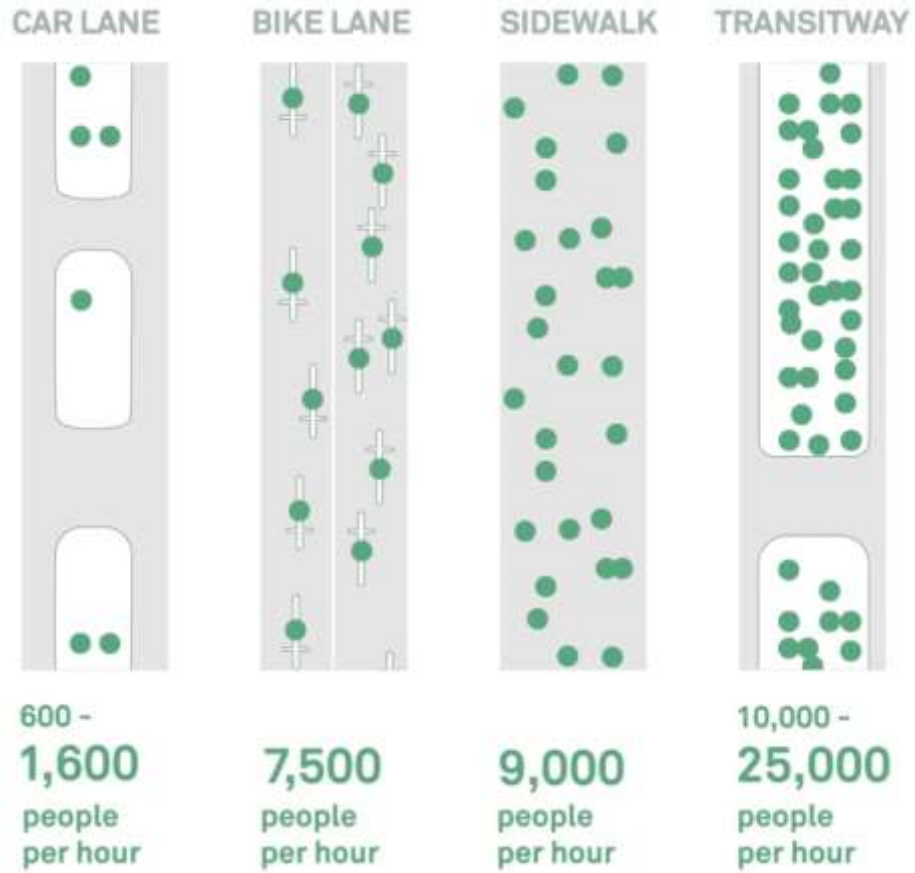 CAR LANE
BIKE LANE
SIDEWALK
TRANSITWAY
600 -
1,600
people
per hour
7,500
people
per hour
9,000
people
per hour
10,000 -
25,000
people
per hour